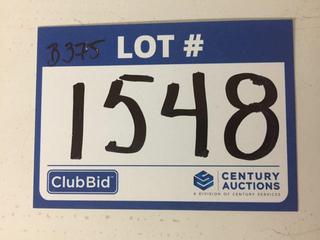 B375 LOT #
1548
ClubBid
CENTURY
AUCTIONS
A DIVISION OF CENTURY SERVICES